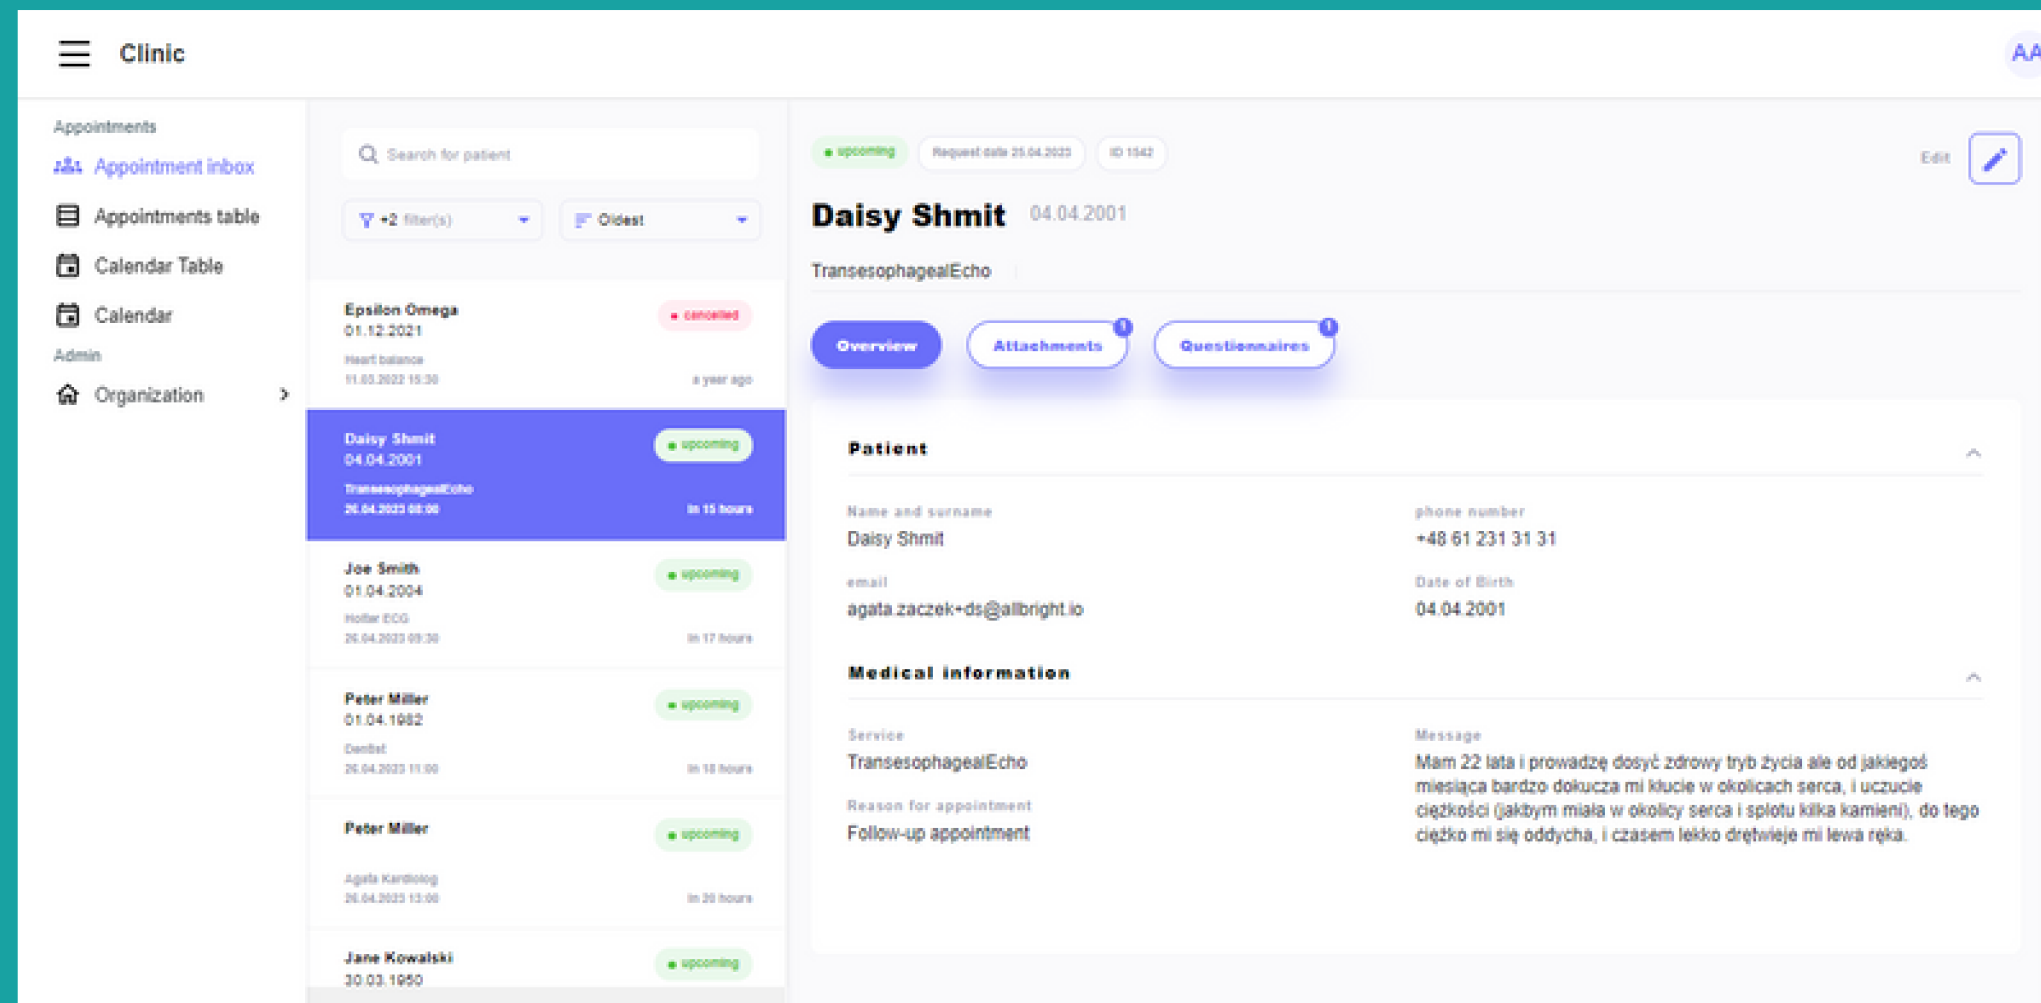 Clinic
AA
Appointments
Appointment inbox
Appointments table
Calendar Table
Calendar
Admin
Organization
Search for patient
+2 filter(s)
Oldest
Epsilon Omega
cancelled
01.12.2021
Heart balance
11.03.2022 15:30
a year ago
Daisy Shmit
upcoming
04.04.2001
TransesophagealEcho
26.04.2023 08:00
in 15 hours
Joe Smith
upcoming
01.04.2004
Holter ECG
26.04.2023 09:30
in 17 hours
Peter Miller
upcoming
01.04.1982
Dentist
26.04.2023 11:00
in 18 hours
Peter Miller
upcoming
Agata Kardiolog
26.04.2023 13:00
in 20 hours
Jane Kowalski
upcoming
30.03.1950
upcoming
Request date 25.04.2023
ID 1542
Edit
Daisy Shmit 04.04.2001
TransesophagealEcho
Overview
Attachments 1
Questionnaires 1
Patient
Name and surname
Daisy Shmit
phone number
+48 61 231 31 31
email
agata.zaczek+ds@allbright.io
Date of Birth
04.04.2001
Medical information
Service
TransesophagealEcho
Reason for appointment
Follow-up appointment
Message
Mam 22 lata i prowadzę dosyć zdrowy tryb życia ale od jakiegoś
miesiąca bardzo dokucza mi kłucie w okolicach serca, i uczucie
ciężkości (jakbym miała w okolicy serca i splotu kilka kamieni), do tego
ciężko mi się oddycha, i czasem lekko drętwieje mi lewa ręka.